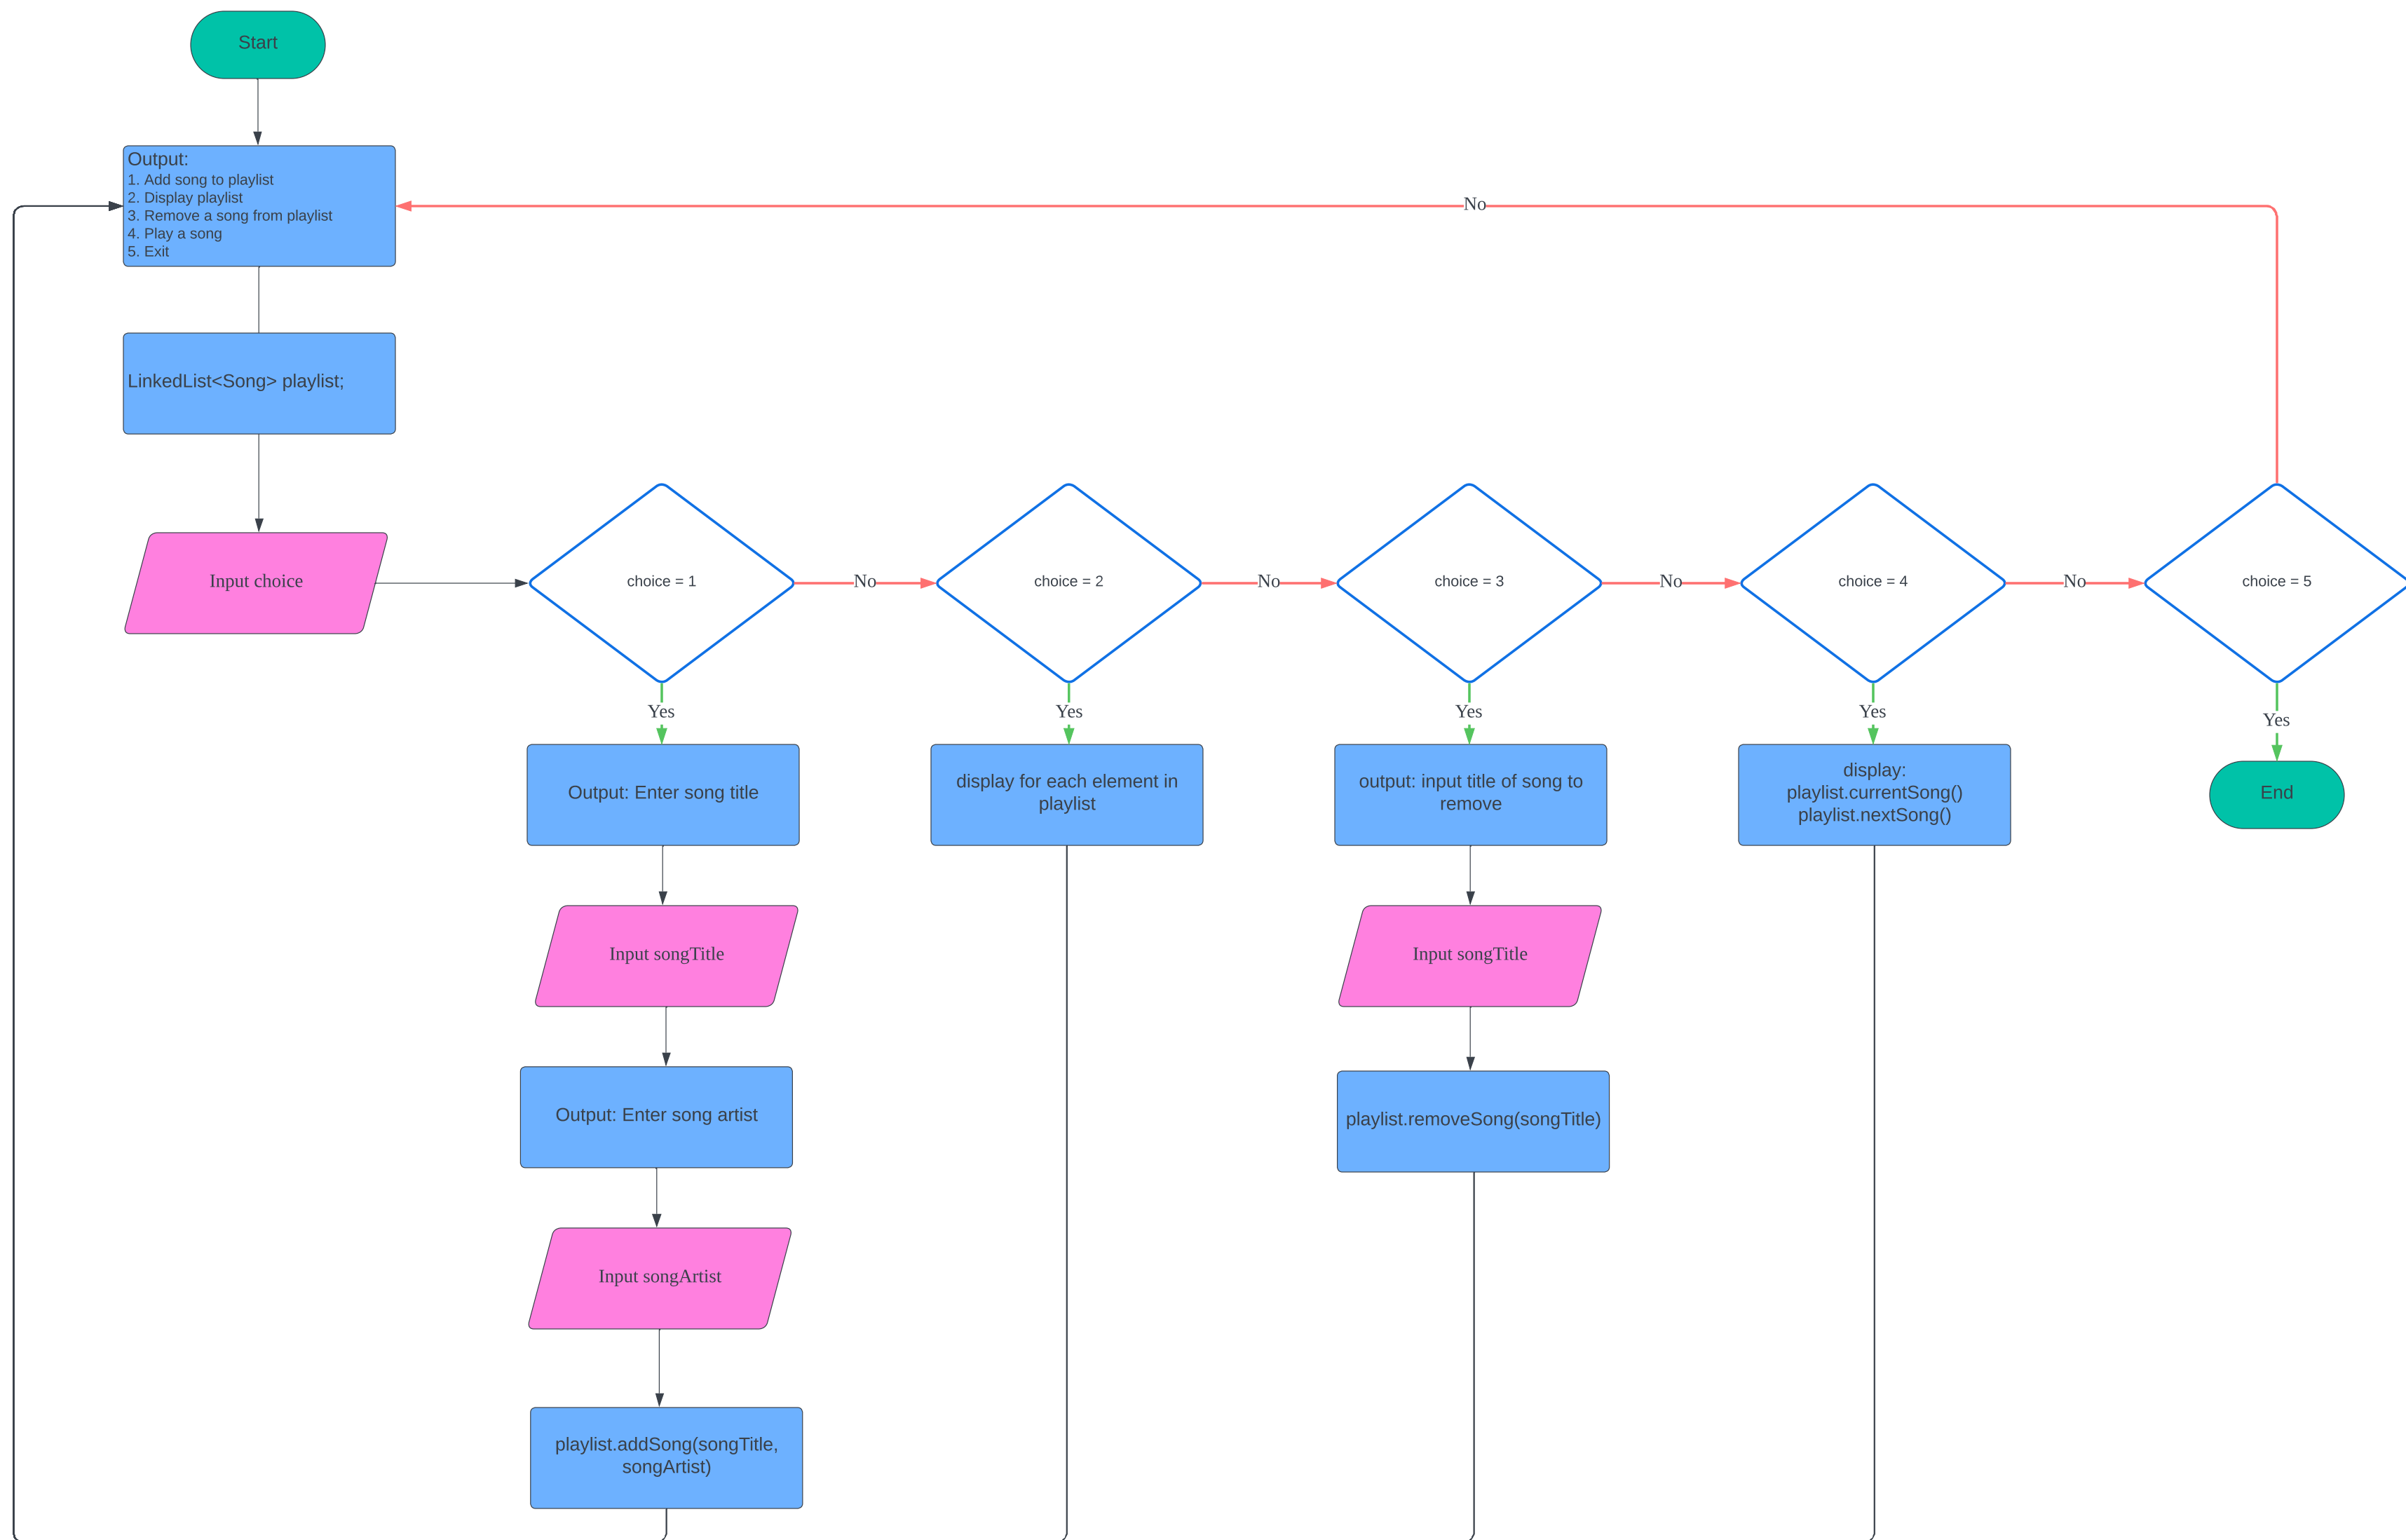 Start
Output:
1. Add song to playlist
2. Display playlist
3. Remove a song from playlist
4. Play a song
5. Exit
No
LinkedList<Song> playlist;
Input choice
choice = 1
No
choice = 2
No
choice = 3
No
choice = 4
No
choice = 5
Yes
Yes
Yes
Yes
Yes
Output: Enter song title
display for each element in
playlist
output: input title of song to
remove
display:
playlist.currentSong()
playlist.nextSong()
End
Input songTitle
Input songTitle
Output: Enter song artist
playlist.removeSong(songTitle)
Input songArtist
playlist.addSong(songTitle,
songArtist)